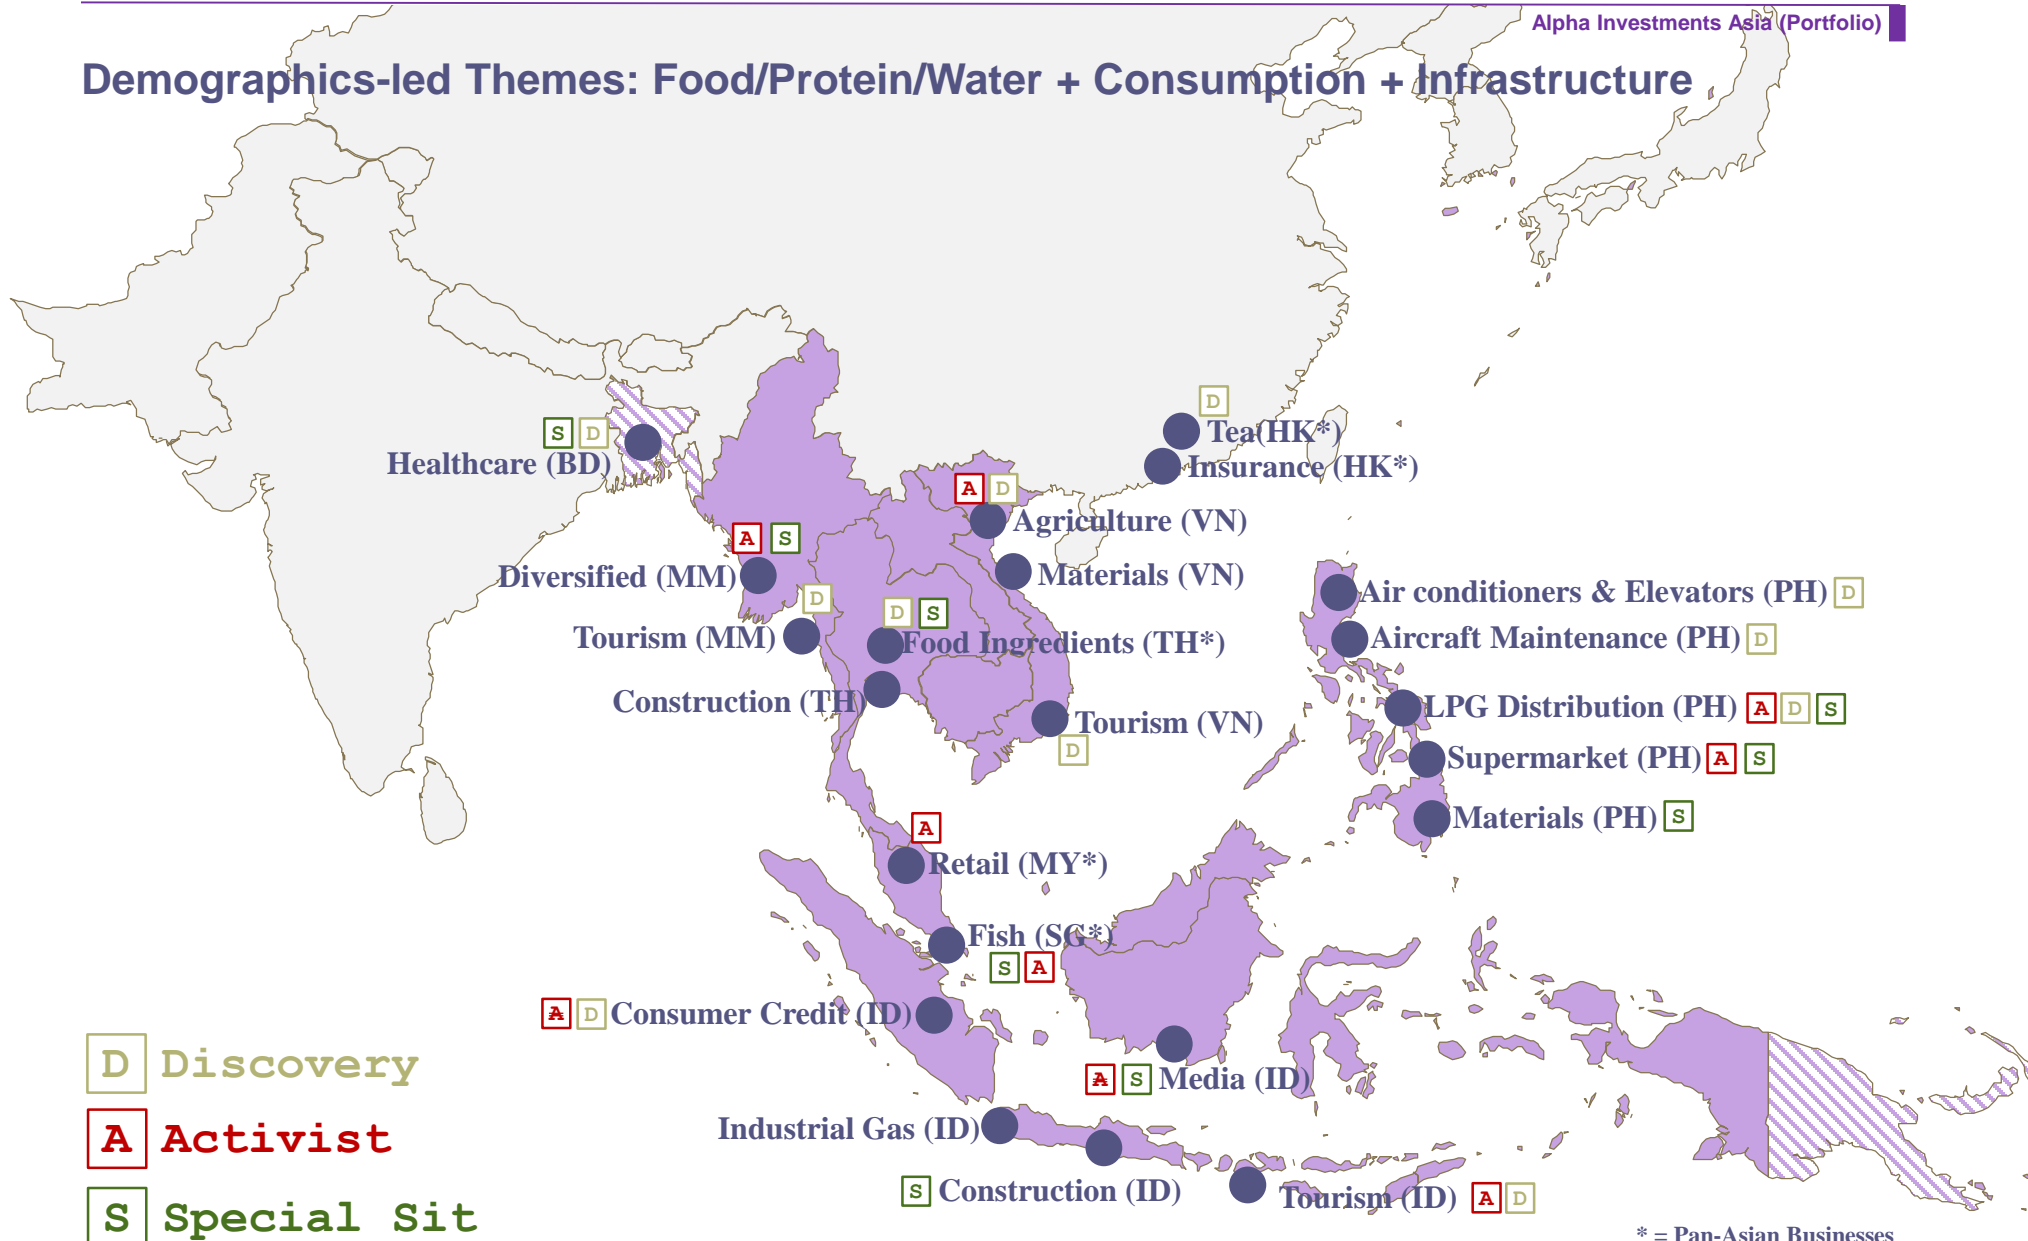 Alpha Investments Asia (Portfolio)
Demographics-led Themes: Food/Protein/Water + Consumption + Infrastructure
D
Tea(HK*)
S D
Healthcare (BD)
Insurance (HK*)
A D
Agriculture (VN)
A S
Diversified (MM)
Materials (VN)
Air conditioners & Elevators (PH) D
D
Tourism (MM)
D S
Food Ingredients (TH*)
Aircraft Maintenance (PH) D
Construction (TH)
LPG Distribution (PH) A D S
Tourism (VN)
D
Supermarket (PH) A S
Materials (PH) S
A
Retail (MY*)
Fish (SG*)
S A
A D Consumer Credit (ID)
A S Media (ID)
Industrial Gas (ID)
S Construction (ID)
Tourism (ID) A D
D Discovery
A Activist
S Special Sit
* = Pan-Asian Businesses